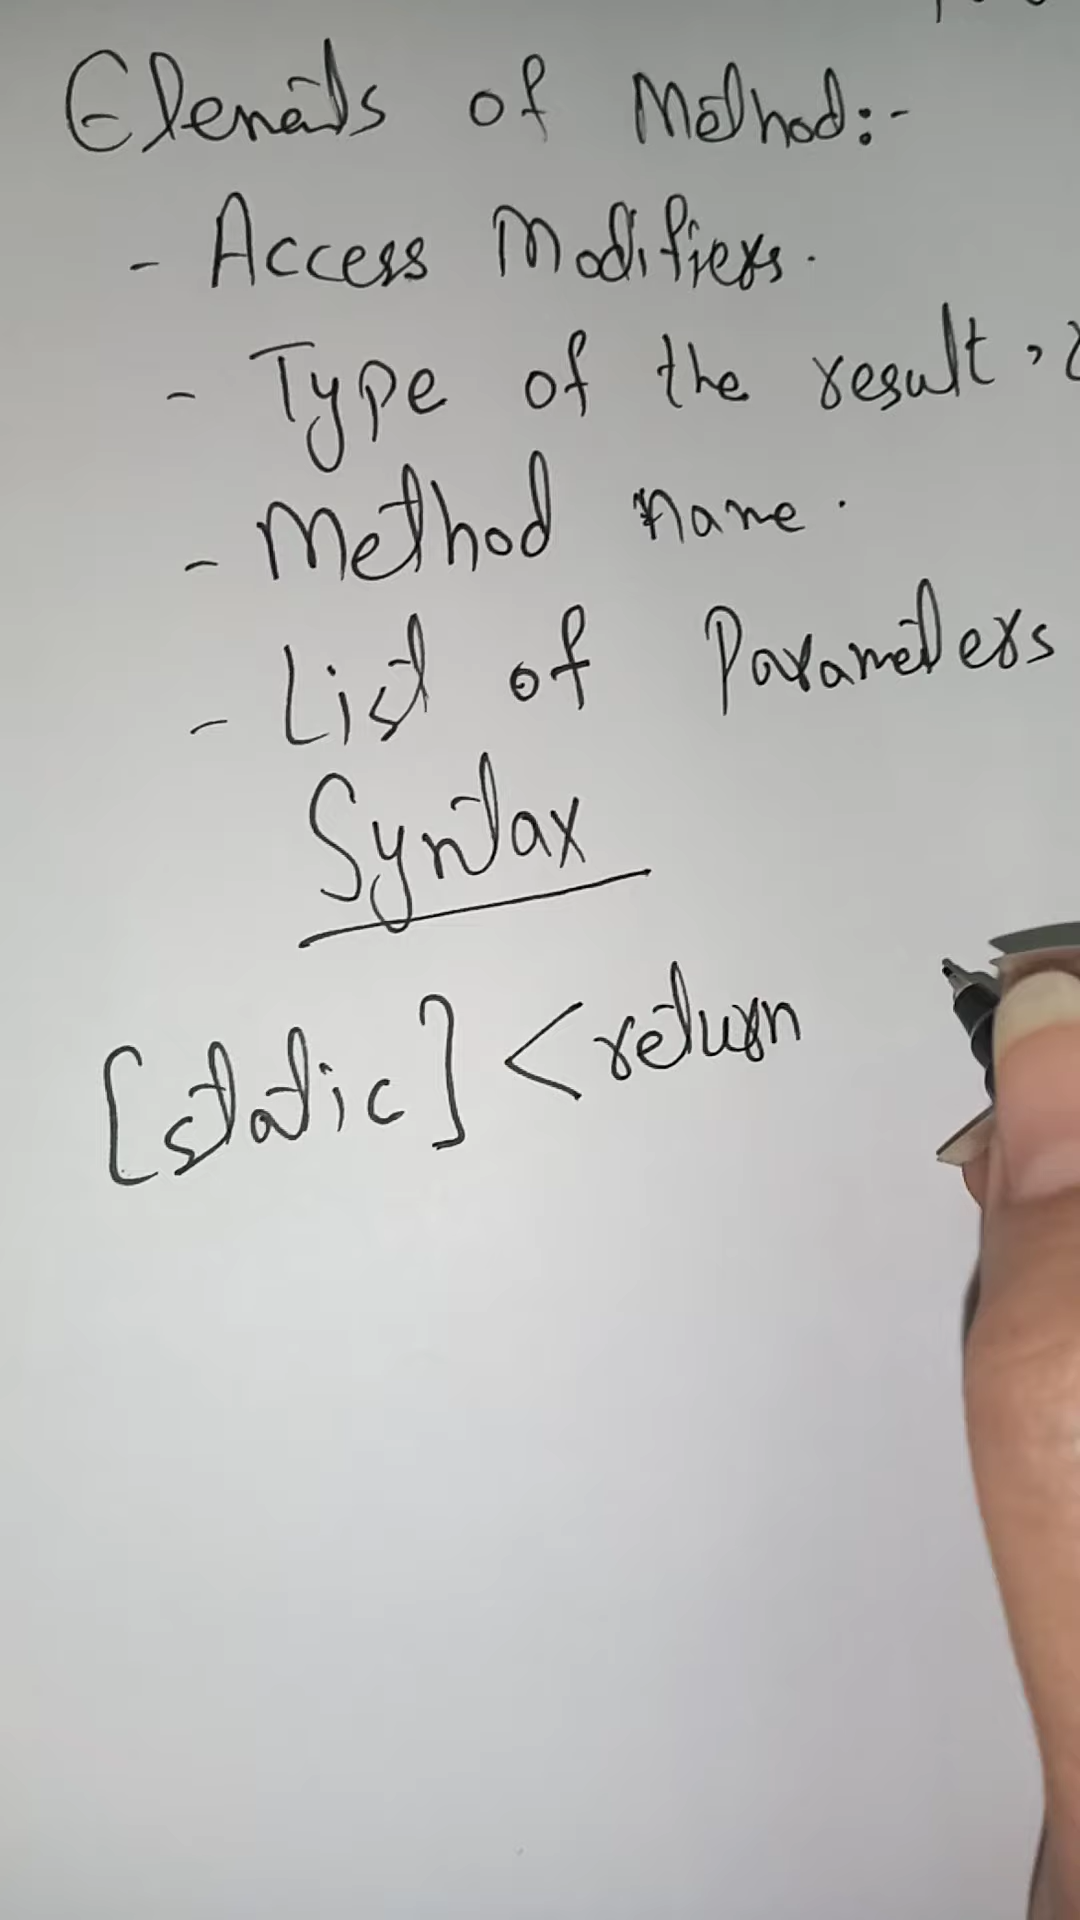 Elements of Method:-
- Access Modifiers.
- Type of the result,
- Method name.
- List of Parameters
Syntax
[static] <return